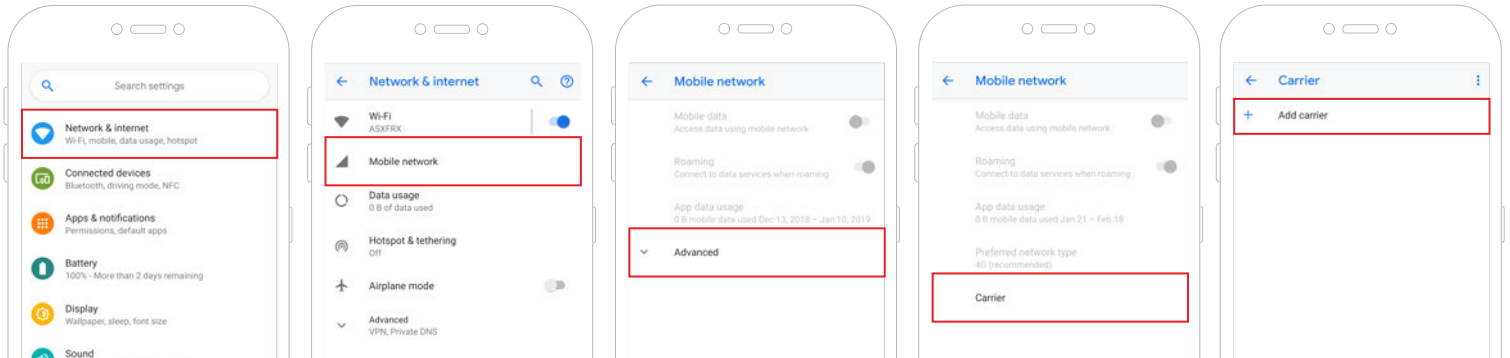 Search settings
Network & internet
Wi-Fi, mobile, data usage, hotspot
Connected devices
Bluetooth, driving mode, NFC
Apps & notifications
Permissions, default apps
Battery
100% - More than 2 days remaining
Display
Wallpaper, sleep, font size
Sound
Network & internet
Wi-Fi
ASXFRX
Mobile network
Data usage
0 B of data used
Hotspot & tethering
Off
Airplane mode
Advanced
VPN, Private DNS
Mobile network
Mobile data
Access data using mobile network
Roaming
Connect to data services when roaming
App data usage
0 B mobile data used Dec 13, 2018 – Jan 10, 2019
Advanced
Mobile network
Mobile data
Access data using mobile network
Roaming
Connect to data services when roaming
App data usage
0 B mobile data used Jan 21 – Feb 18
Preferred network type
4G (recommended)
Carrier
Carrier
Add carrier